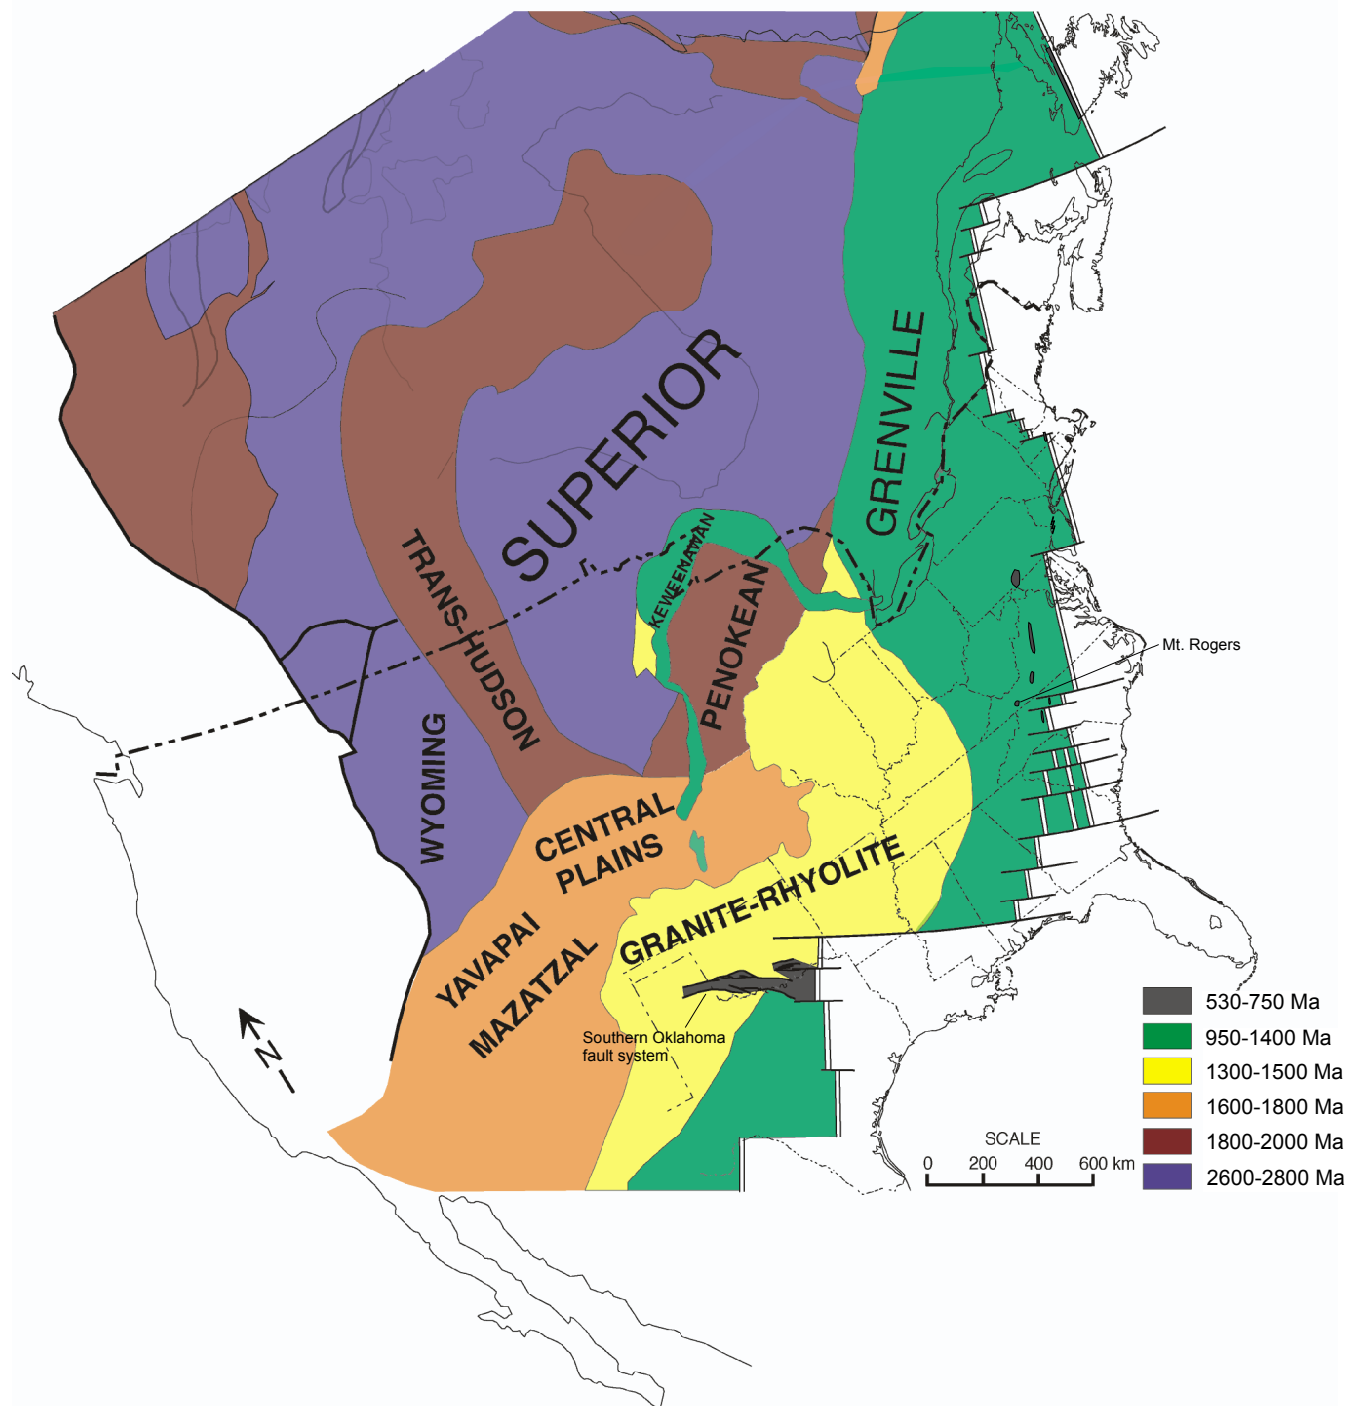 SUPERIOR
GRENVILLE
KEWEENAWAN
TRANS-HUDSON
PENOKEAN
Mt. Rogers
WYOMING
CENTRAL
PLAINS
GRANITE-RHYOLITE
YAVAPAI
MAZATZAL
Southern Oklahoma
fault system
N
530-750 Ma
950-1400 Ma
1300-1500 Ma
1600-1800 Ma
1800-2000 Ma
2600-2800 Ma
SCALE
0 200 400 600 km